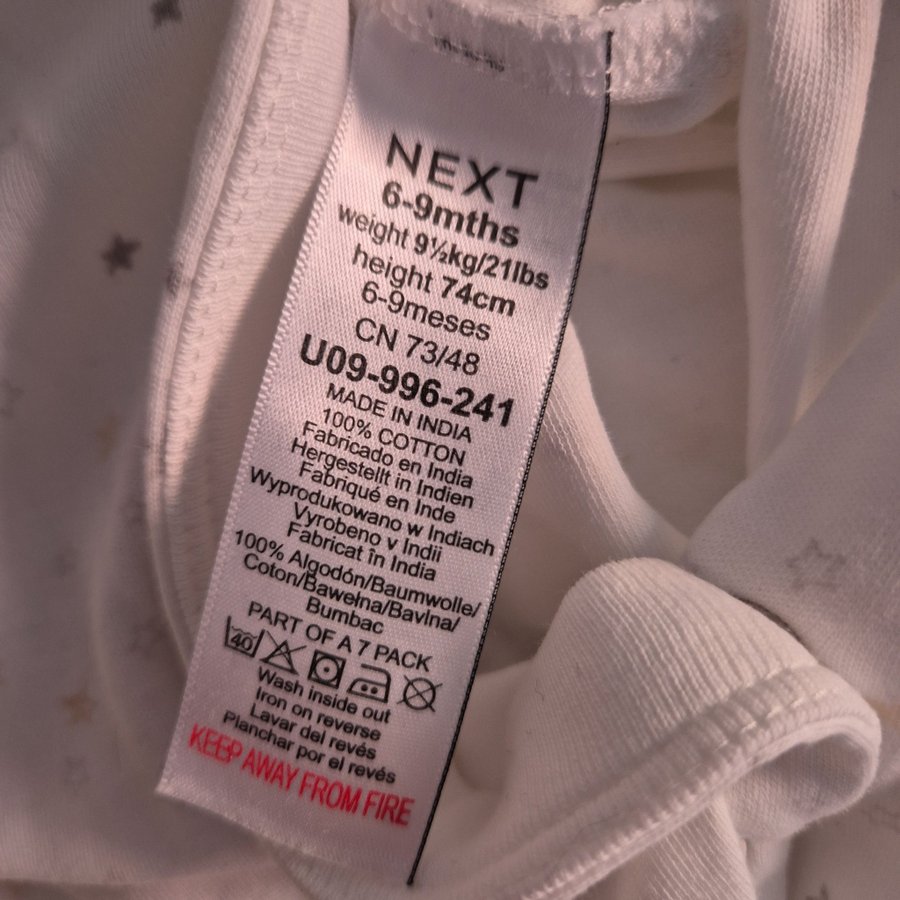 NEXT
6-9mths
weight 9½kg/21lbs
height 74cm
6-9meses
CN 73/48
U09-996-241
MADE IN INDIA
100% COTTON
Fabricado en India
Hergestellt in Indien
Fabriqué en Inde
Wyprodukowano w Indiach
Vyrobeno v Indii
Fabricat în India
100% Algodón/Baumwolle/
Coton/Bawełna/Bavlna/
Bumbac
PART OF A 7 PACK
40
Wash inside out
Iron on reverse
Lavar del revés
Planchar por el revés
KEEP AWAY FROM FIRE